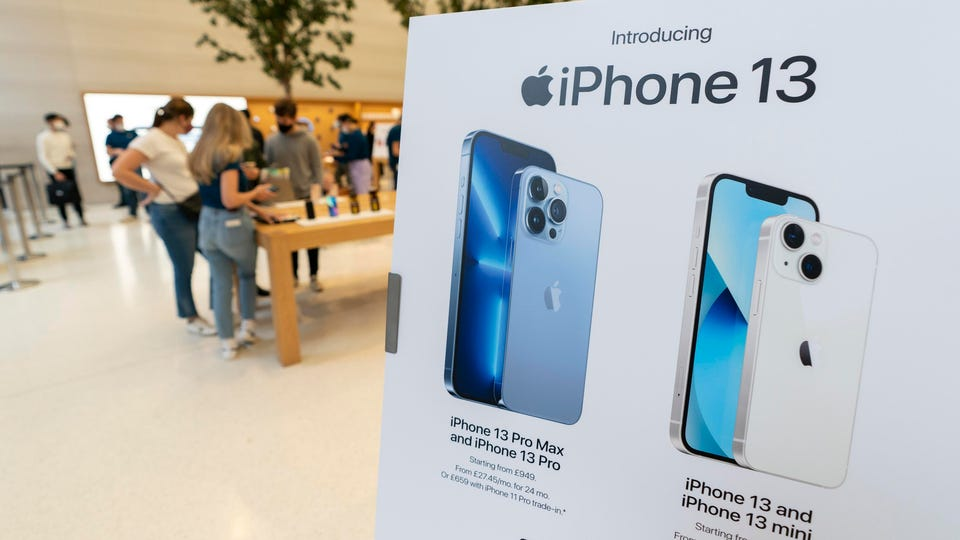 Introducing
iPhone 13
iPhone 13 Pro Max
and iPhone 13 Pro
Starting from £949.
From £27.45/mo. for 24 mo.
Or £659 with iPhone 11 Pro trade-in.*
iPhone 13 and
iPhone 13 mini
Starting